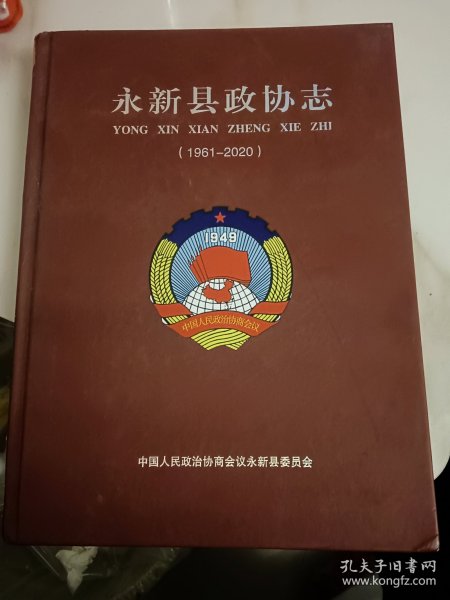 永新县政协志
YONG XIN XIAN ZHENG XIE ZHI
(1961-2020)
1949
中国人民政治协商会议
中国人民政治协商会议永新县委员会
孔夫子旧书网
www.kongfz.com